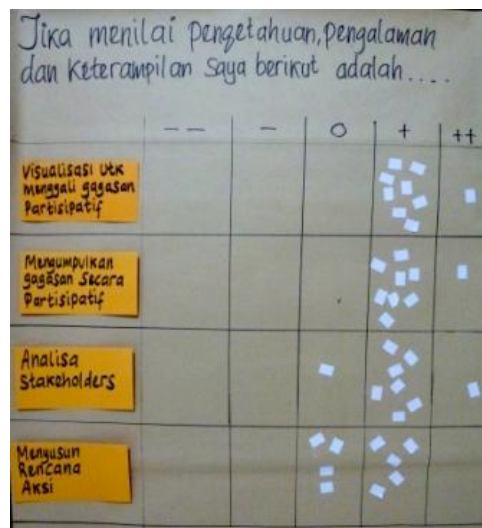 Jika menilai pengetahuan, pengalaman
dan Keterampilan Saya berikut adalah....
-- - O + ++
Visualisasi Utk
menggali gagasan
Partisipatif
Mengumpulkan
gagasan Secara
Partisipatif
Analisa
Stakeholders
Menyusun
Rencana
Aksi